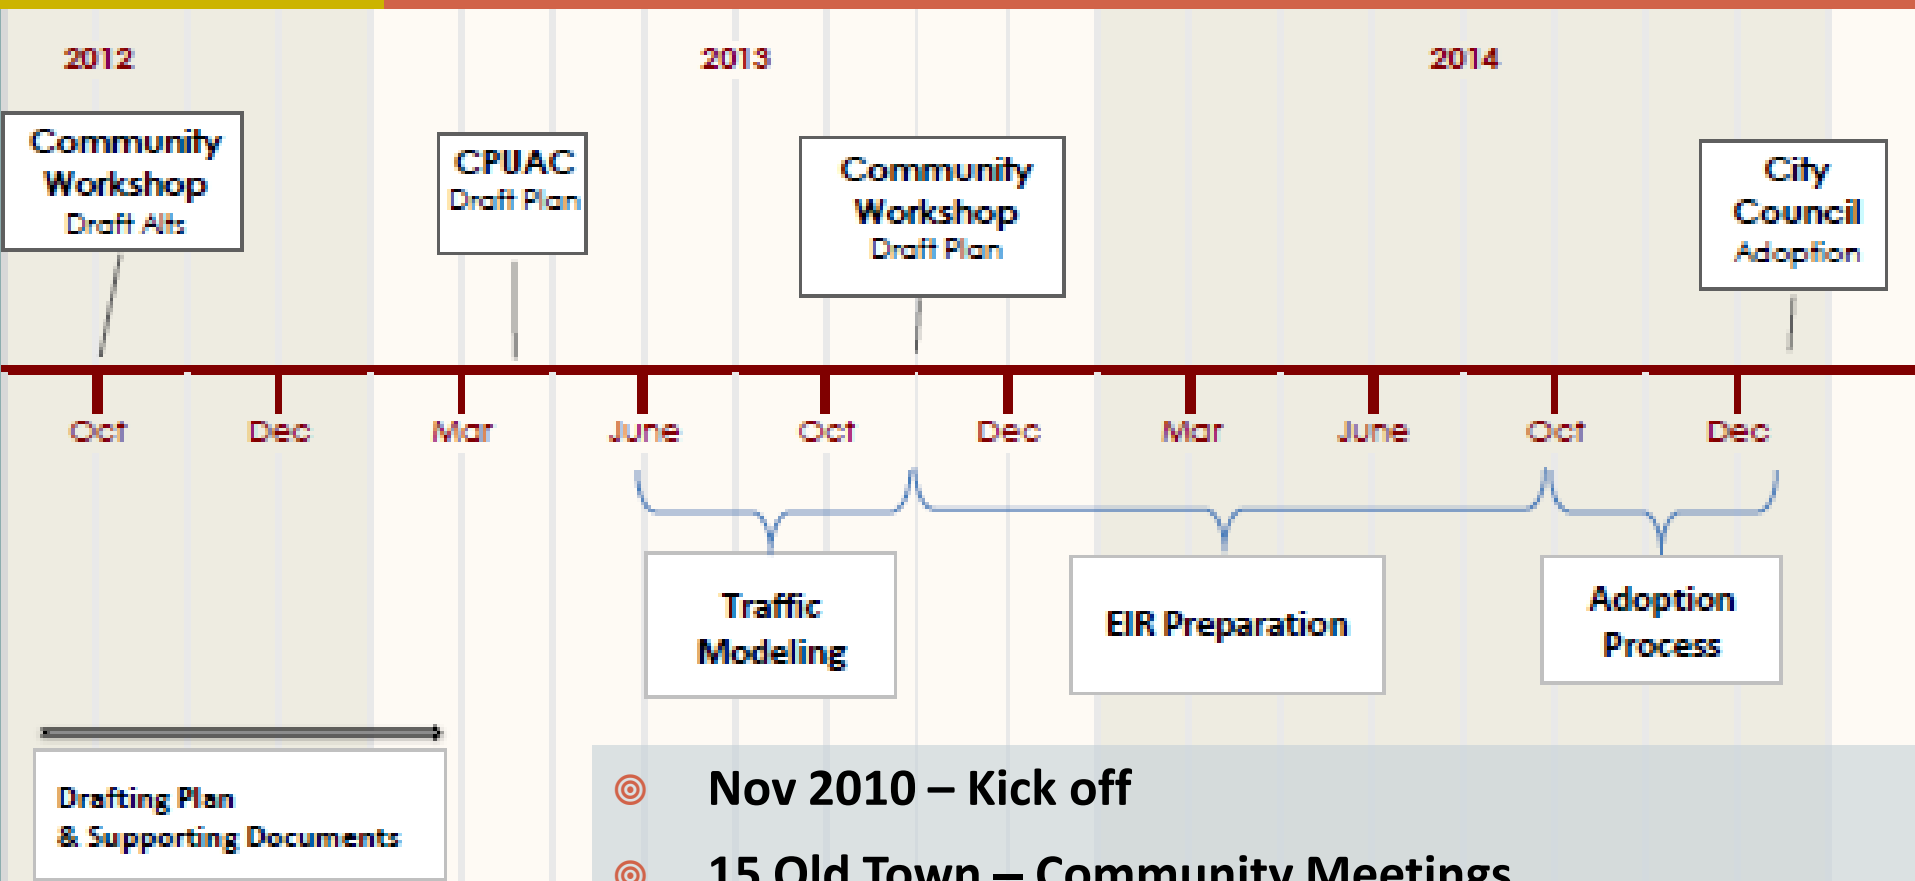 2012
2013
2014
Community
Workshop
Draft Alts
CPUAC
Draft Plan
Community
Workshop
Draft Plan
City
Council
Adoption
Oct
Dec
Mar
June
Oct
Dec
Mar
June
Oct
Dec
Traffic
Modeling
EIR Preparation
Adoption
Process
Drafting Plan
& Supporting Documents
Nov 2010 – Kick off
15 Old Town – Community Meetings